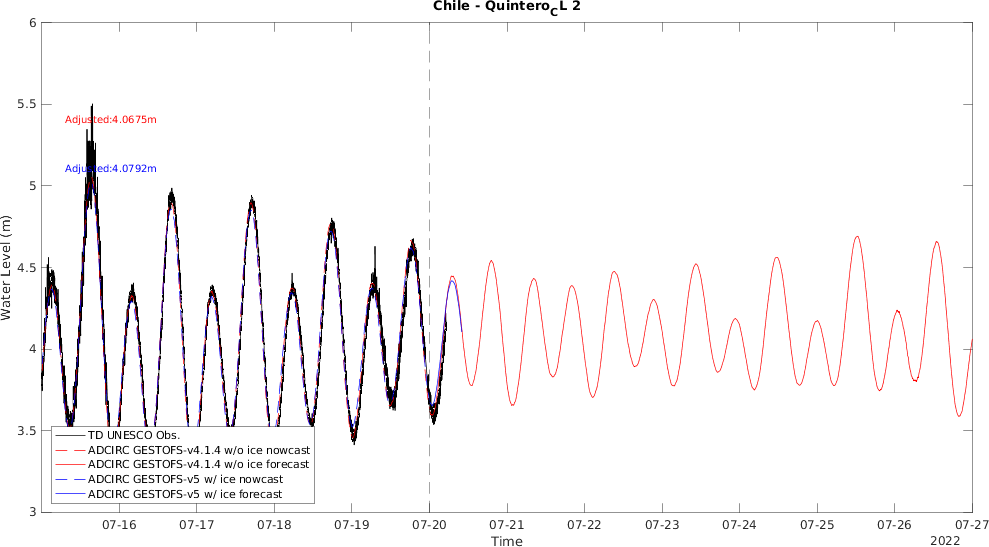 Chile - Quintero_CL 2
6
5.5
5
4.5
4
3.5
3
Water Level (m)
Adjusted:4.0675m
Adjusted:4.0792m
TD UNESCO Obs.
ADCIRC GESTOFS-v4.1.4 w/o ice nowcast
ADCIRC GESTOFS-v4.1.4 w/o ice forecast
ADCIRC GESTOFS-v5 w/ ice nowcast
ADCIRC GESTOFS-v5 w/ ice forecast
07-16 07-17 07-18 07-19 07-20 07-21 07-22 07-23 07-24 07-25 07-26 07-27
Time
2022